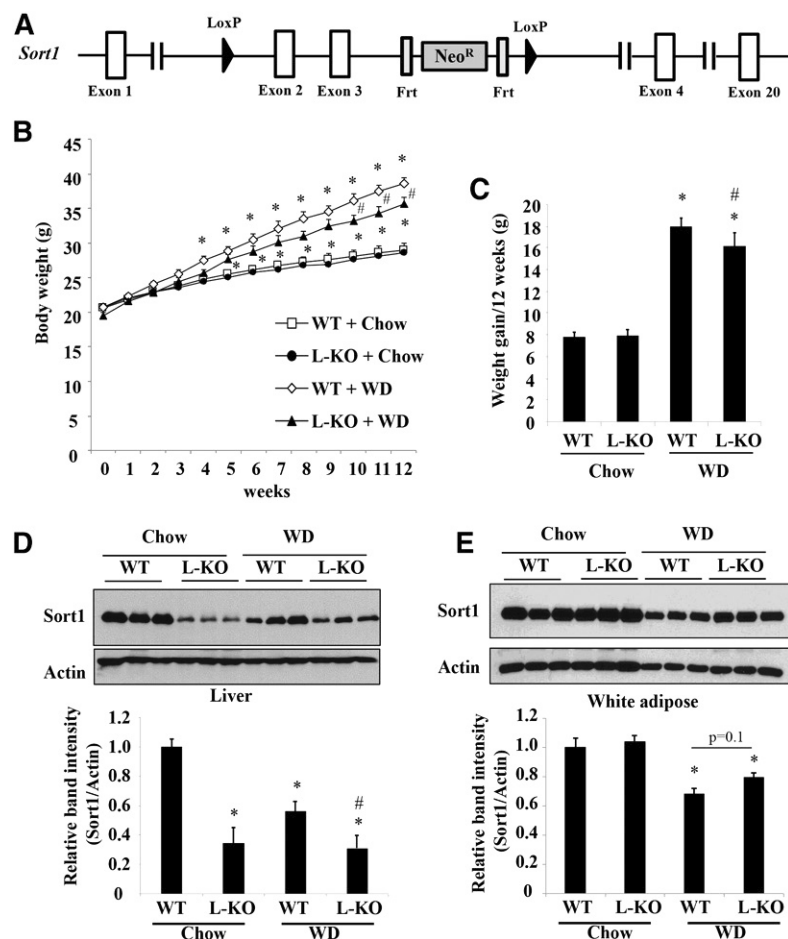 A
Sort1
LoxP
LoxP
Neo^R
Exon 1
Exon 2
Exon 3
Frt
Frt
Exon 4
Exon 20
B
Body weight (g)
45
40
35
30
25
20
15
10
5
0
* * * * * * * * *
# # #
* * * * * * * *
WT + Chow
L-KO + Chow
WT + WD
L-KO + WD
0 1 2 3 4 5 6 7 8 9 10 11 12
weeks
C
Weight gain/12 weeks (g)
20
18
16
14
12
10
8
6
4
2
0
*
#
*
WT L-KO WT L-KO
Chow WD
D
Chow WD
WT L-KO WT L-KO
Sort1
Actin
Liver
Relative band intensity
(Sort1/Actin)
1.2
1.0
0.8
0.6
0.4
0.2
0
*
*
#
*
WT L-KO WT L-KO
Chow WD
E
Chow WD
WT L-KO WT L-KO
Sort1
Actin
White adipose
Relative band intensity
(Sort1/Actin)
1.2
1.0
0.8
0.6
0.4
0.2
0
p=0.1
*
*
WT L-KO WT L-KO
Chow WD